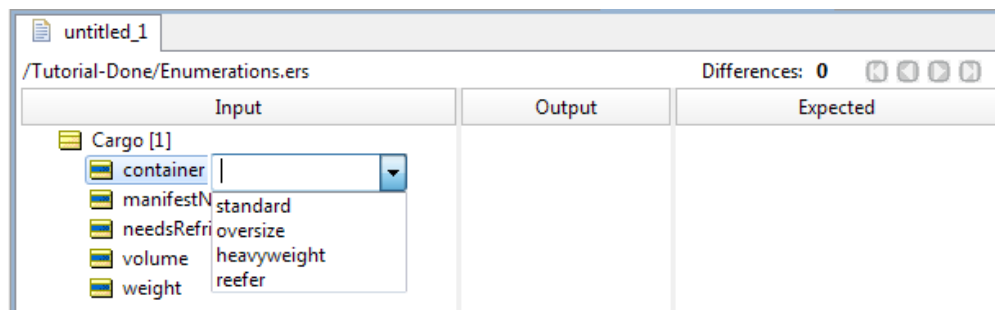 untitled_1
/Tutorial-Done/Enumerations.ers Differences: 0
Input Output Expected
Cargo [1]
container
manifestN standard
needsRefri oversize
volume heavyweight
weight reefer